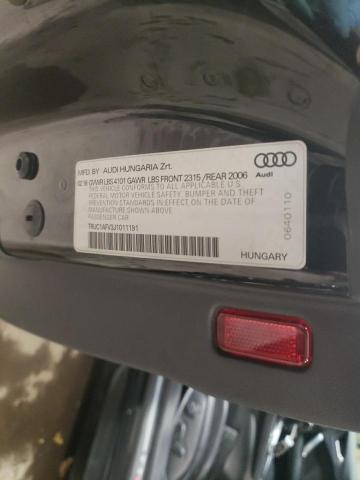 MFD. BY AUDI HUNGARIA Zrt.
02.18 GVWR LBS 4101 GAWR LBS FRONT 2315 /REAR 2006
THIS VEHICLE CONFORMS TO ALL APPLICABLE U.S
FEDERAL MOTOR VEHICLE SAFETY, BUMPER AND THEFT
PREVENTION STANDARDS IN EFFECT ON THE DATE
OF MANUFACTURE SHOWN ABOVE
PASSENGER CAR
TRUC1AFV3J1011191
Audi
0640110
HUNGARY